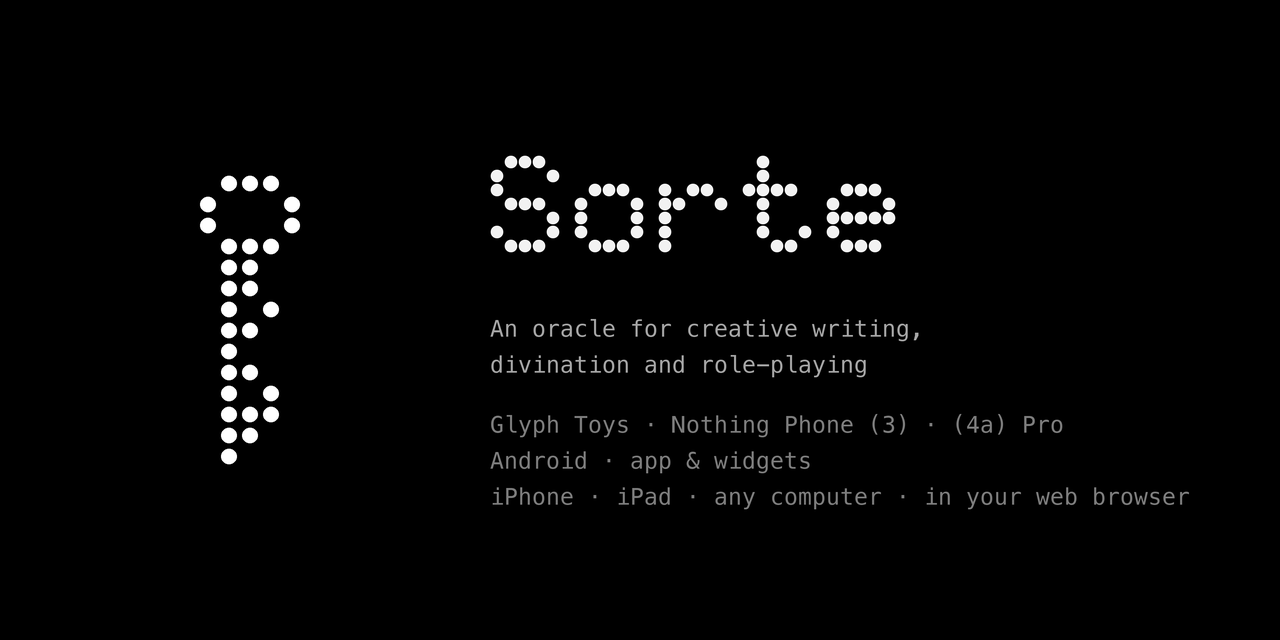 Sorte
An oracle for creative writing,
divination and role-playing
Glyph Toys · Nothing Phone (3) · (4a) Pro
Android · app & widgets
iPhone · iPad · any computer · in your web browser